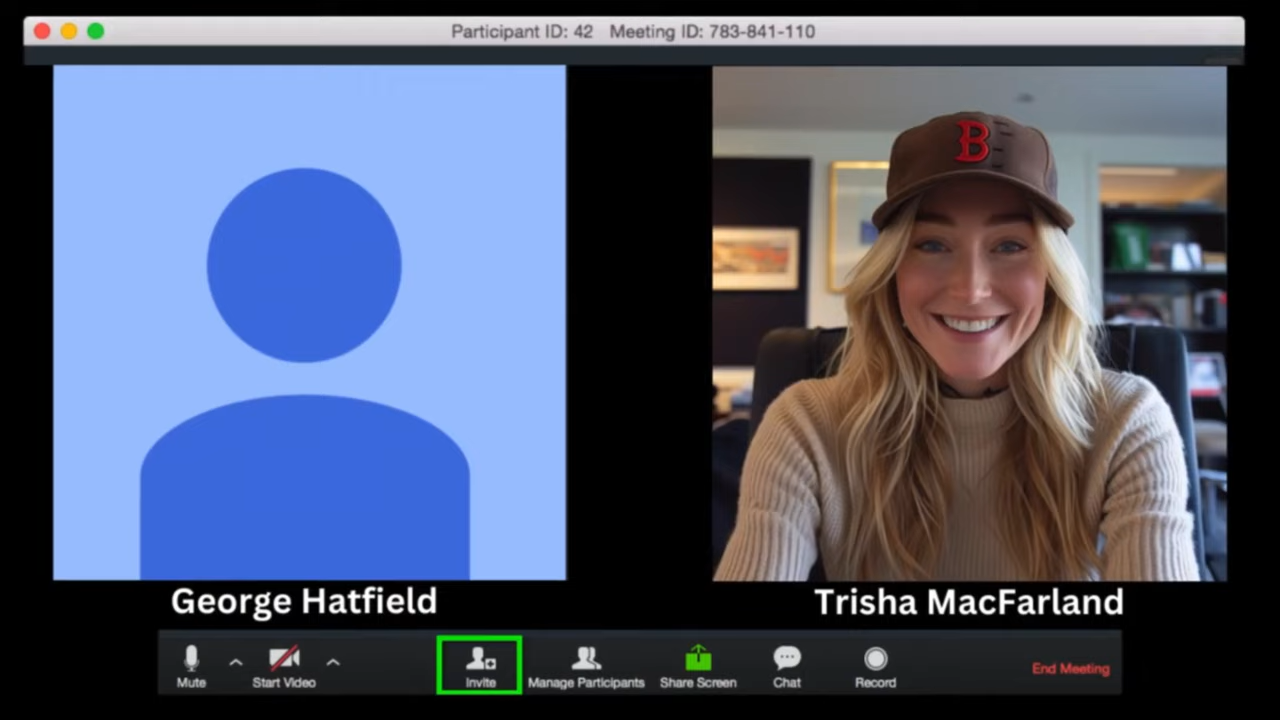 Participant ID: 42 Meeting ID: 783-841-110
B
George Hatfield
Trisha MacFarland
Mute
Start Video
Invite
Manage Participants
Share Screen
Chat
Record
End Meeting